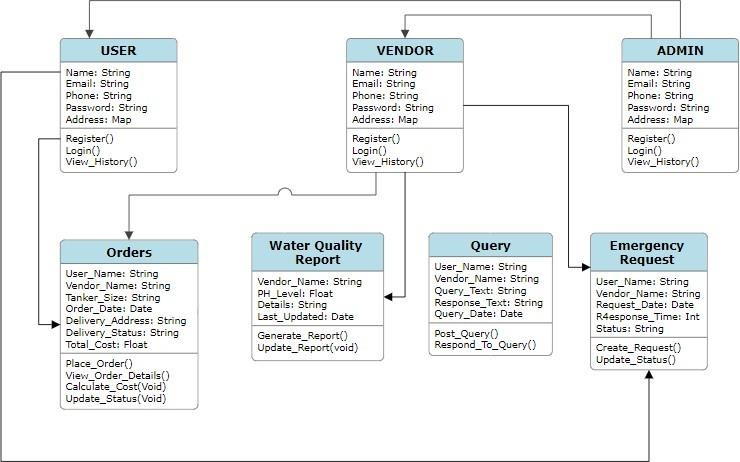 USER
Name: String
Email: String
Phone: String
Password: String
Address: Map
Register()
Login()
View_History()
VENDOR
Name: String
Email: String
Phone: String
Password: String
Address: Map
Register()
Login()
View_History()
ADMIN
Name: String
Email: String
Phone: String
Password: String
Address: Map
Register()
Login()
View_History()
Orders
User_Name: String
Vendor_Name: String
Tanker_Size: String
Order_Date: Date
Delivery_Address: String
Delivery_Status: String
Total_Cost: Float
Place_Order()
View_Order_Details()
Calculate_Cost(Void)
Update_Status(Void)
Water Quality
Report
Vendor_Name: String
PH_Level: Float
Details: String
Last_Updated: Date
Generate_Report()
Update_Report(void)
Query
User_Name: String
Vendor_Name: String
Query_Text: String
Response_Text: String
Query_Date: Date
Post_Query()
Respond_To_Query()
Emergency
Request
User_Name: String
Vendor_Name: String
Request_Date: Date
R4esponse_Time: Int
Status: String
Create_Request()
Update_Status()